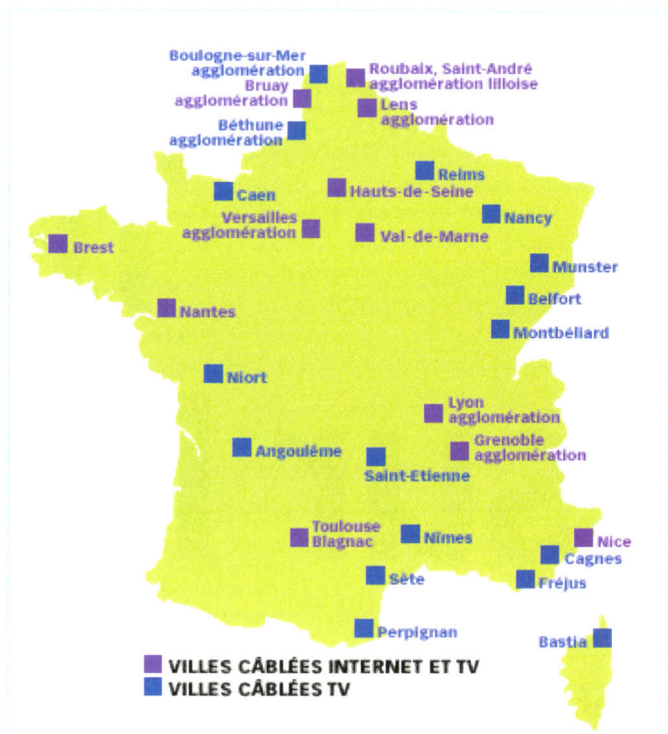 Boulogne-sur-Mer
agglomération
Roubaix, Saint-André
agglomération lilloise
Bruay
agglomération
Lens
agglomération
Béthune
agglomération
Reims
Caen
Hauts-de-Seine
Nancy
Versailles
agglomération
Val-de-Marne
Brest
Munster
Belfort
Nantes
Montbéliard
Niort
Lyon
agglomération
Grenoble
agglomération
Angoulême
Saint-Etienne
Toulouse
Blagnac
Nîmes
Nice
Cagnes
Sète
Fréjus
Perpignan
Bastia
VILLES CÂBLÉES INTERNET ET TV
VILLES CÂBLÉES TV